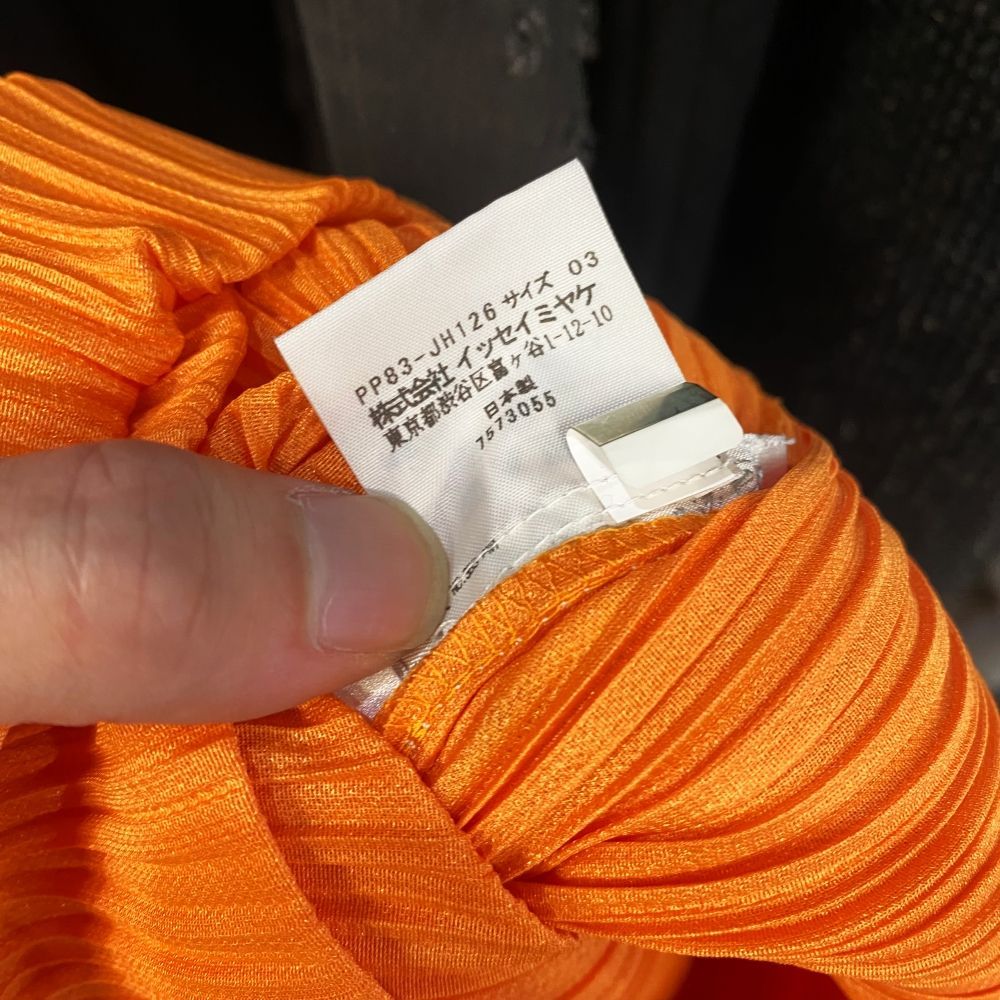 PP83-JH126 サイズ 03
株式会社 イッセイミヤケ
東京都渋谷区富ヶ谷1-12-10
日本製
7573055